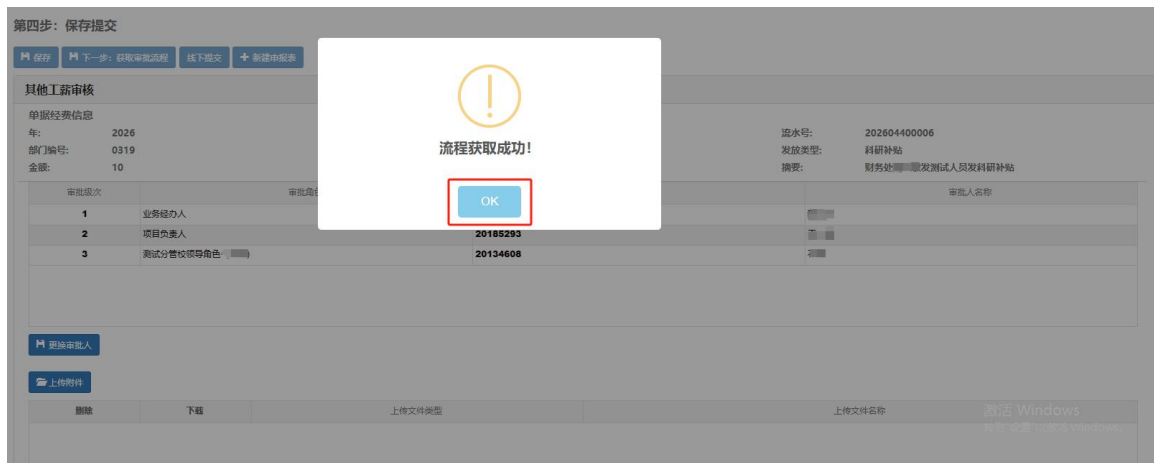 第四步：保存提交
保存 下一步：获取审批流程 线下提交 新建申报表
其他工薪审核
单据经费信息
年: 2026 流水号: 202604400006
部门编号: 0319 发放类型: 科研补贴
金额: 10 摘要: 财务处 发测试人员发科研补贴
流程获取成功!
OK
审批级次 审批角色 审批人名称
1 业务经办人
2 项目负责人 20185293
3 测试分管校领导角色 20134608
更换审批人
上传附件
删除 下载 上传文件类型 上传文件名称
激活 Windows